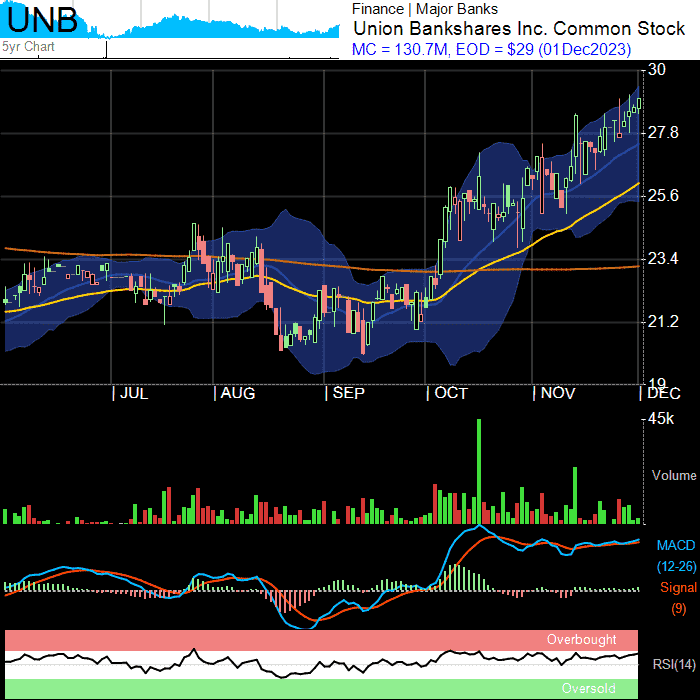 UNB
5yr Chart
Finance | Major Banks
Union Bankshares Inc. Common Stock
MC = 130.7M, EOD = $29 (01Dec2023)
30
27.8
25.6
23.4
21.2
19
JUL
AUG
SEP
OCT
NOV
DEC
45k
Volume
MACD
(12-26)
Signal
(9)
Overbought
RSI(14)
Oversold